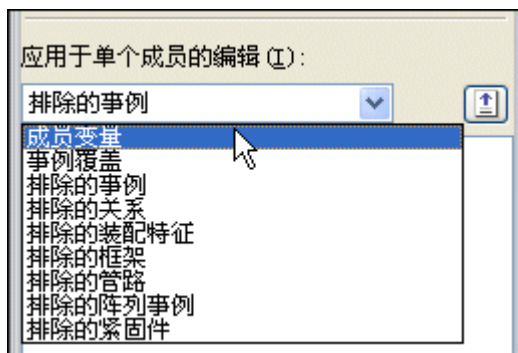 应用于单个成员的编辑(I):
排除的事例
成员变量
事例覆盖
排除的事例
排除的关系
排除的装配特征
排除的框架
排除的管路
排除的阵列事例
排除的紧固件